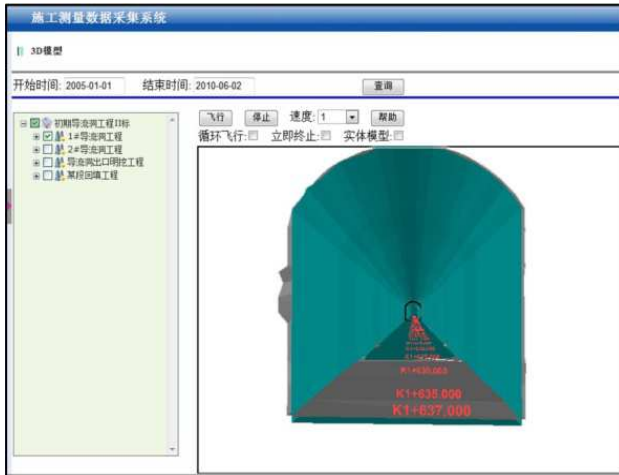 施工测量数据采集系统
3D模型
开始时间: 2005-01-01 结束时间: 2010-06-02 查询
飞行 停止 速度: 1 帮助
循环飞行: 立即终止: 实体模型:
初期导流洞工程II标
1#导流洞工程
2#导流洞工程
导流洞出口明挖工程
某段回填工程
K1+635.000
K1+637.000